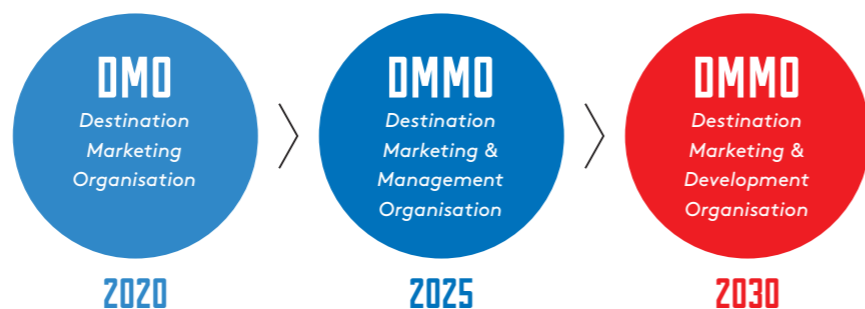 DMO
Destination
Marketing
Organisation
2020
DMMO
Destination
Marketing &
Management
Organisation
2025
DMMO
Destination
Marketing &
Development
Organisation
2030